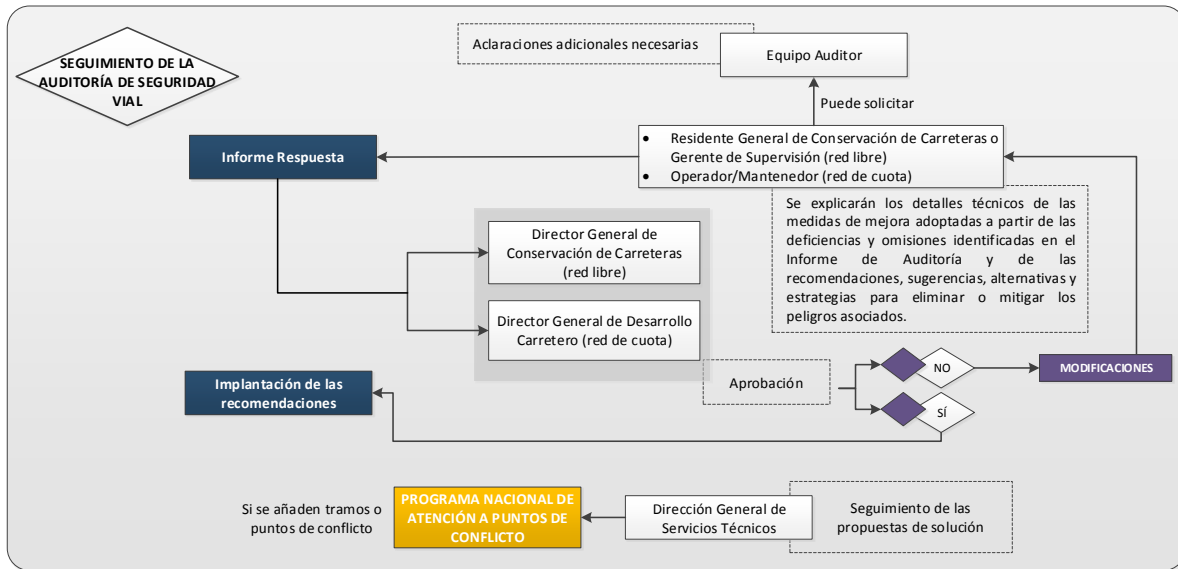 SEGUIMIENTO DE LA
AUDITORÍA DE SEGURIDAD
VIAL
Aclaraciones adicionales necesarias
Equipo Auditor
Puede solicitar
Informe Respuesta
• Residente General de Conservación de Carreteras o
Gerente de Supervisión (red libre)
• Operador/Mantenedor (red de cuota)
Se explicarán los detalles técnicos de las
medidas de mejora adoptadas a partir de las
deficiencias y omisiones identificadas en el
Informe de Auditoría y de las
recomendaciones, sugerencias, alternativas y
estrategias para eliminar o mitigar los
peligros asociados.
Director General de
Conservación de Carreteras
(red libre)
Director General de Desarrollo
Carretero (red de cuota)
Aprobación
NO
MODIFICACIONES
SÍ
Implantación de las
recomendaciones
Si se añaden tramos o
puntos de conflicto
PROGRAMA NACIONAL DE
ATENCIÓN A PUNTOS DE
CONFLICTO
Dirección General de
Servicios Técnicos
Seguimiento de las
propuestas de solución